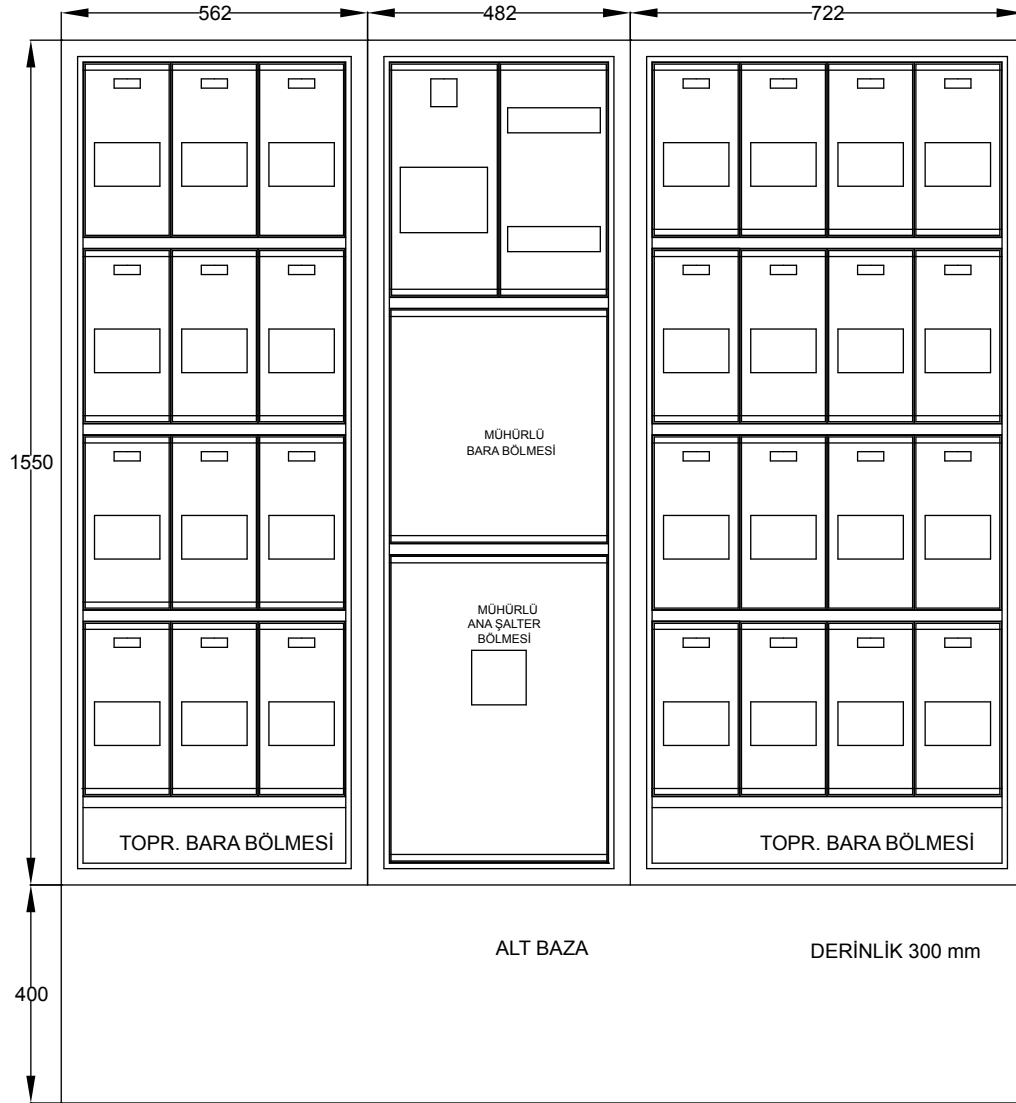 562
482
722
1550
MÜHÜRLÜ
BARA BÖLMESİ
MÜHÜRLÜ
ANA ŞALTER
BÖLMESİ
TOPR. BARA BÖLMESİ
TOPR. BARA BÖLMESİ
ALT BAZA
DERİNLİK 300 mm
400